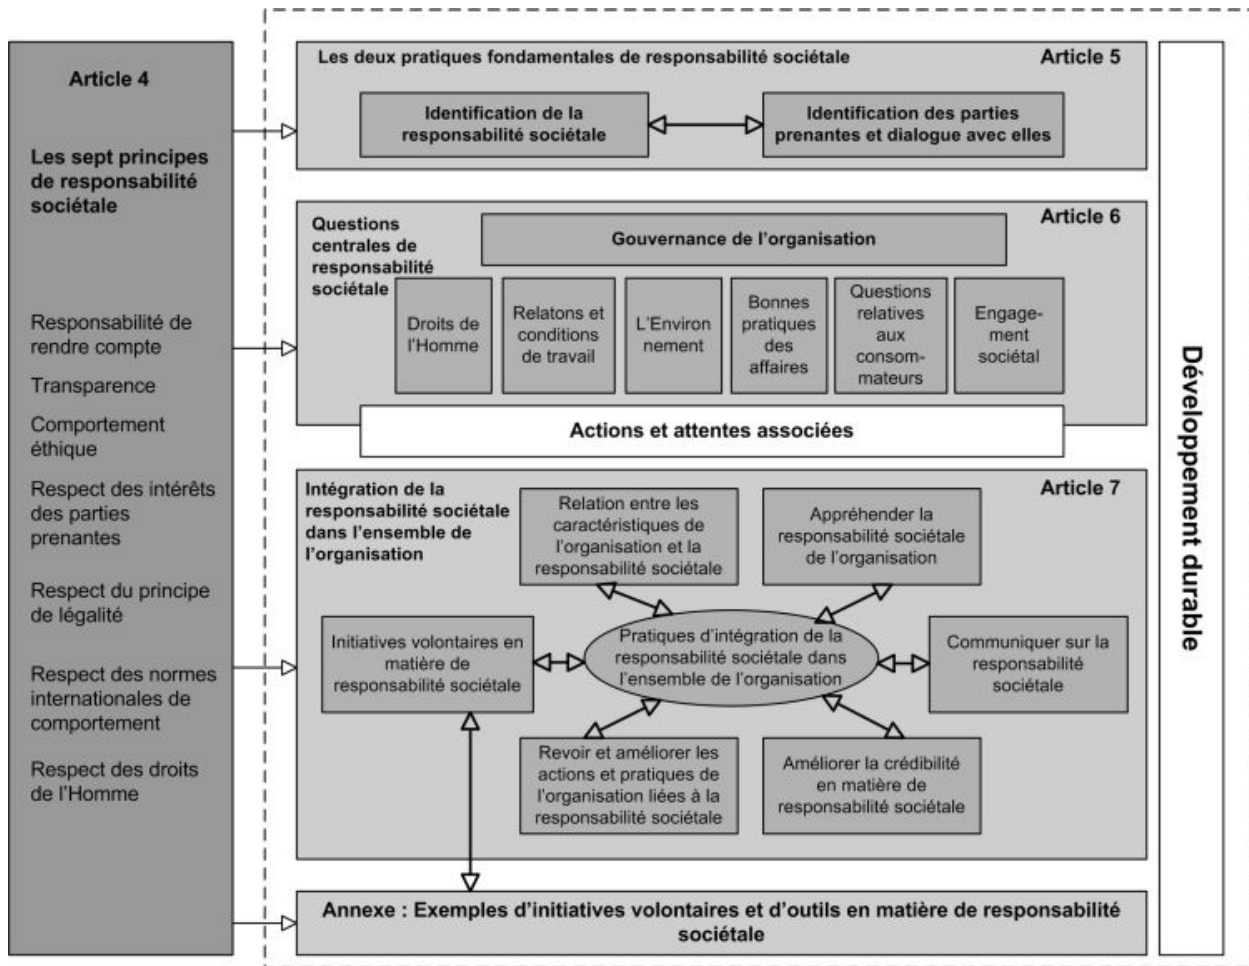 Article 4
Les sept principes
de responsabilité
sociétale
Responsabilité de
rendre compte
Transparence
Comportement
éthique
Respect des intérêts
des parties
prenantes
Respect du principe
de légalité
Respect des normes
internationales de
comportement
Respect des droits
de l'Homme
Les deux pratiques fondamentales de responsabilité sociétale
Article 5
Identification de la
responsabilité sociétale
Identification des parties
prenantes et dialogue avec elles
Questions
centrales de
responsabilité
sociétale
Article 6
Gouvernance de l'organisation
Droits de
l'Homme
Relatons et
conditions
de travail
L'Environ
nement
Bonnes
pratiques
des
affaires
Questions
relatives
aux
consom-
mateurs
Engage-
ment
sociétal
Actions et attentes associées
Intégration de la
responsabilité sociétale
dans l'ensemble de
l'organisation
Article 7
Relation entre les
caractéristiques de
l'organisation et la
responsabilité sociétale
Appréhender la
responsabilité sociétale
de l'organisation
Initiatives volontaires en
matière de
responsabilité sociétale
Pratiques d'intégration de la
responsabilité sociétale dans
l'ensemble de l'organisation
Communiquer sur la
responsabilité
sociétale
Revoir et améliorer les
actions et pratiques de
l'organisation liées à la
responsabilité sociétale
Améliorer la crédibilité
en matière de
responsabilité sociétale
Annexe : Exemples d'initiatives volontaires et d'outils en matière de responsabilité
sociétale
Développement durable